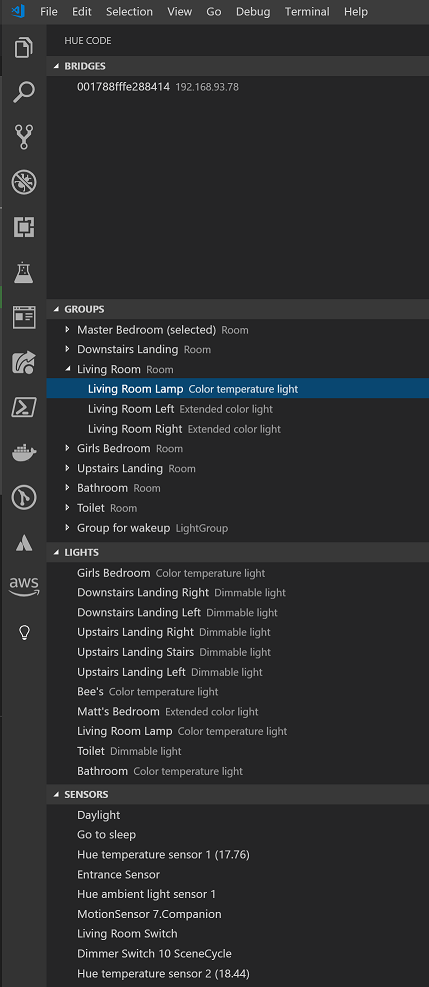 File Edit Selection View Go Debug Terminal Help
HUE CODE
BRIDGES
001788fffe288414 192.168.93.78
GROUPS
Master Bedroom (selected) Room
Downstairs Landing Room
Living Room Room
Living Room Lamp Color temperature light
Living Room Left Extended color light
Living Room Right Extended color light
Girls Bedroom Room
Upstairs Landing Room
Bathroom Room
Toilet Room
Group for wakeup LightGroup
LIGHTS
Girls Bedroom Color temperature light
Downstairs Landing Right Dimmable light
Downstairs Landing Left Dimmable light
Upstairs Landing Right Dimmable light
Upstairs Landing Stairs Dimmable light
Upstairs Landing Left Dimmable light
Bee's Color temperature light
Matt's Bedroom Extended color light
Living Room Lamp Color temperature light
Toilet Dimmable light
Bathroom Color temperature light
aws
SENSORS
Daylight
Go to sleep
Hue temperature sensor 1 (17.76)
Entrance Sensor
Hue ambient light sensor 1
MotionSensor 7.Companion
Living Room Switch
Dimmer Switch 10 SceneCycle
Hue temperature sensor 2 (18.44)